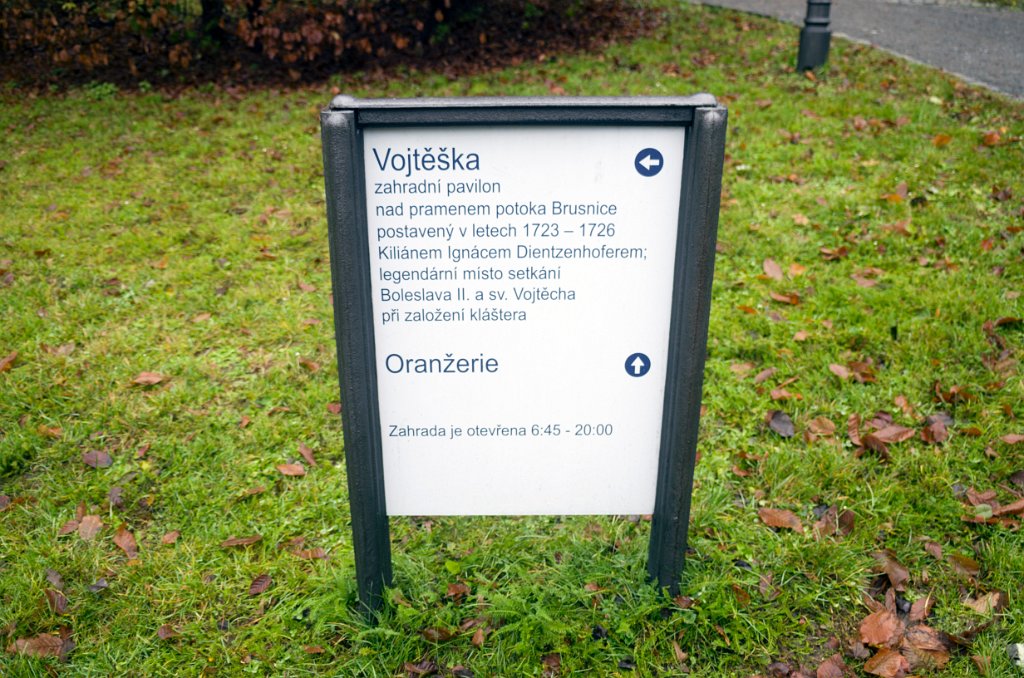 Vojtěška
zahradní pavilon
nad pramenem potoka Brusnice
postavený v letech 1723 – 1726
Kiliánem Ignácem Dientzenhoferem;
legendární místo setkání
Boleslava II. a sv. Vojtěcha
při založení kláštera
Oranžerie
Zahrada je otevřena 6:45 - 20:00